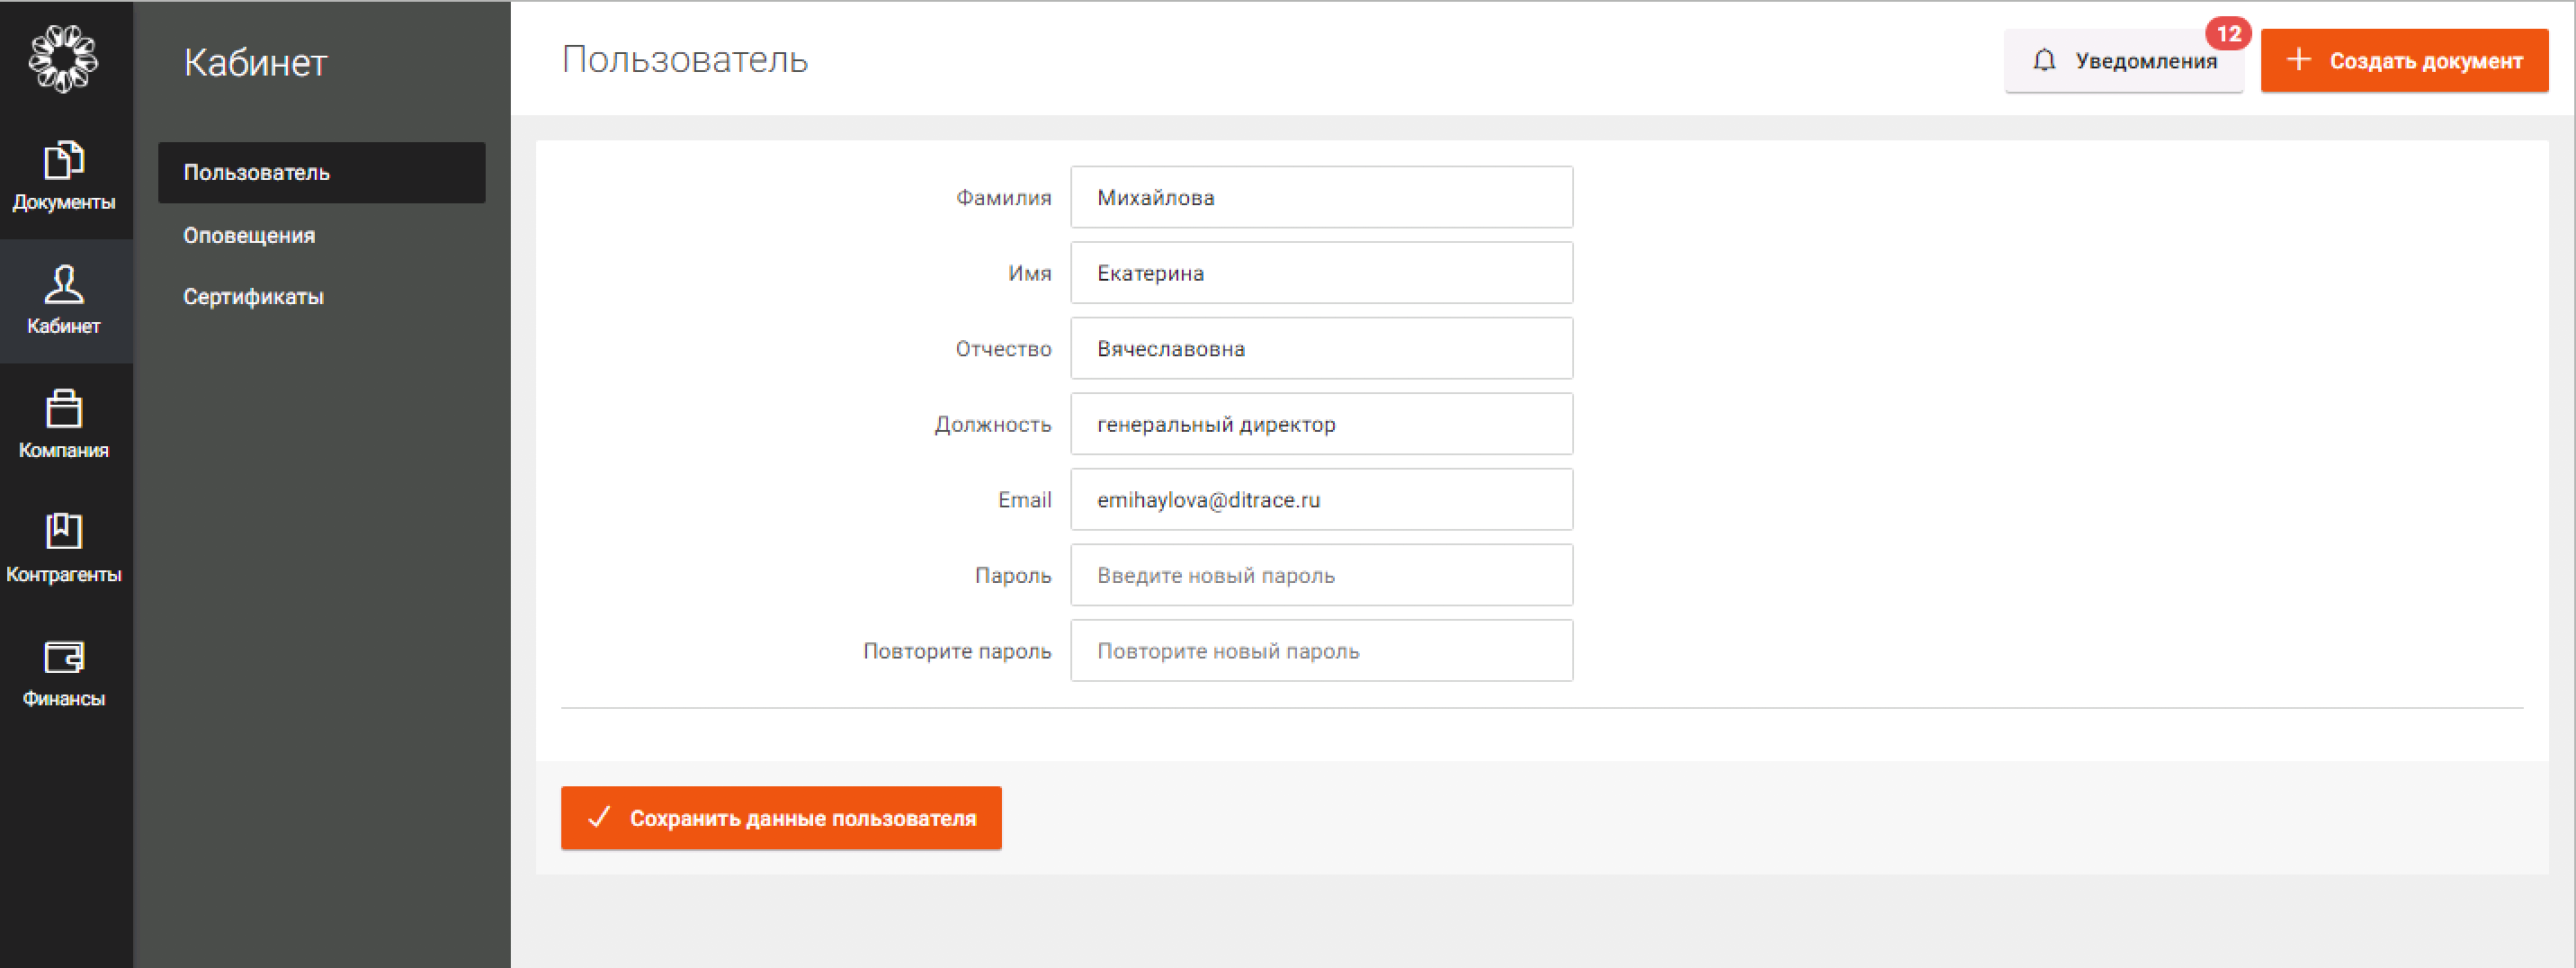 Документы
Кабинет
Компания
Контрагенты
Финансы
Кабинет
Пользователь
Оповещения
Сертификаты
Пользователь
Уведомления 12
Создать документ
Фамилия Михайлова
Имя Екатерина
Отчество Вячеславовна
Должность генеральный директор
Email emihaylova@ditrace.ru
Пароль Введите новый пароль
Повторите пароль Повторите новый пароль
Сохранить данные пользователя